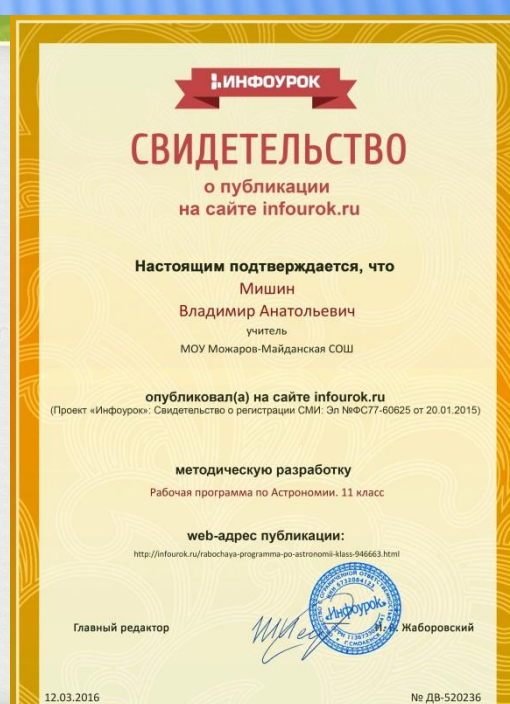 ИНФОУРОК
СВИДЕТЕЛЬСТВО
о публикации
на сайте infourok.ru
Настоящим подтверждается, что
Мишин
Владимир Анатольевич
учитель
МОУ Можаров-Майданская СОШ
опубликовал(а) на сайте infourok.ru
(Проект «Инфоурок»: Свидетельство о регистрации СМИ: Эл №ФС77-60625 от 20.01.2015)
методическую разработку
Рабочая программа по Астрономии. 11 класс
web-адрес публикации:
http://infourok.ru/rabochaya-programma-po-astronomii-klass-946663.html
Главный редактор
Жаборовский
«Инфоурок»
12.03.2016
№ ДВ-520236